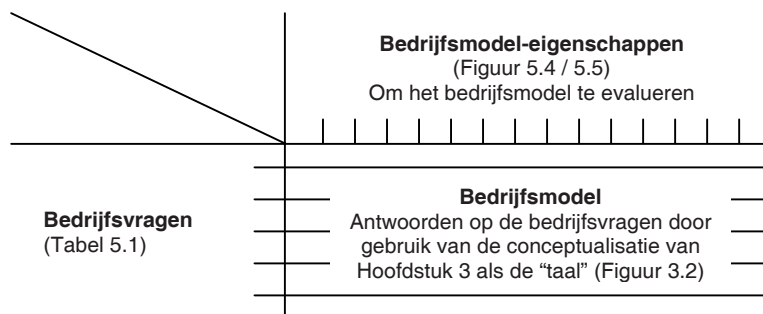 Bedrijfsmodel-eigenschappen
(Figuur 5.4 / 5.5)
Om het bedrijfsmodel te evalueren
Bedrijfsvragen
(Tabel 5.1)
Bedrijfsmodel
Antwoorden op de bedrijfsvragen door
gebruik van de conceptualisatie van
Hoofdstuk 3 als de “taal” (Figuur 3.2)